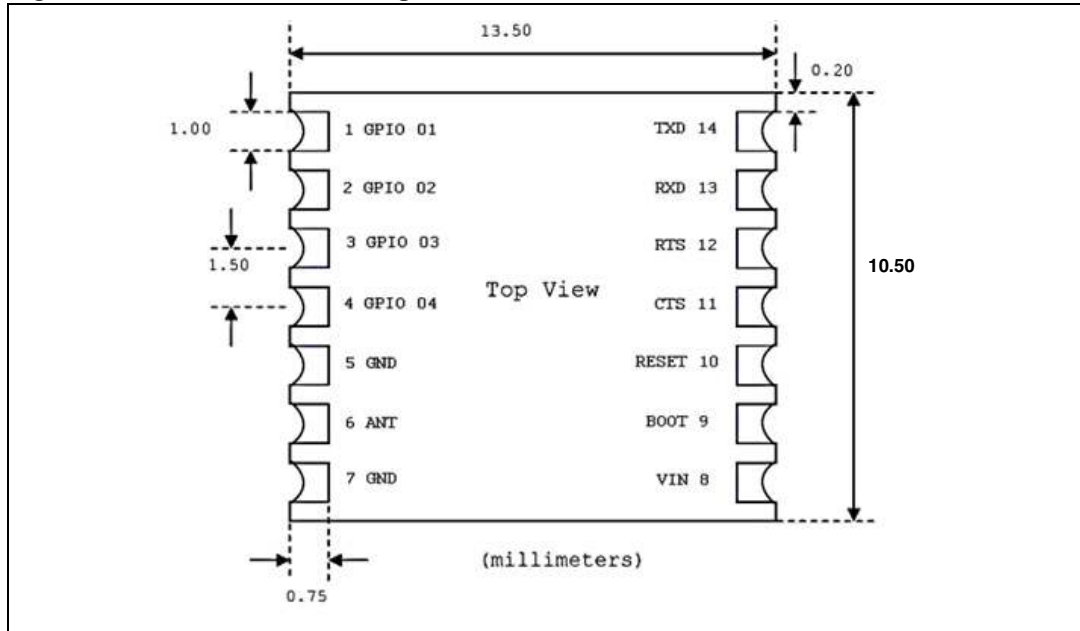 13.50
0.20
1.00
1 GPIO 01
TXD 14
2 GPIO 02
RXD 13
3 GPIO 03
RTS 12
1.50
10.50
Top View
4 GPIO 04
CTS 11
5 GND
RESET 10
6 ANT
BOOT 9
7 GND
VIN 8
(millimeters)
0.75